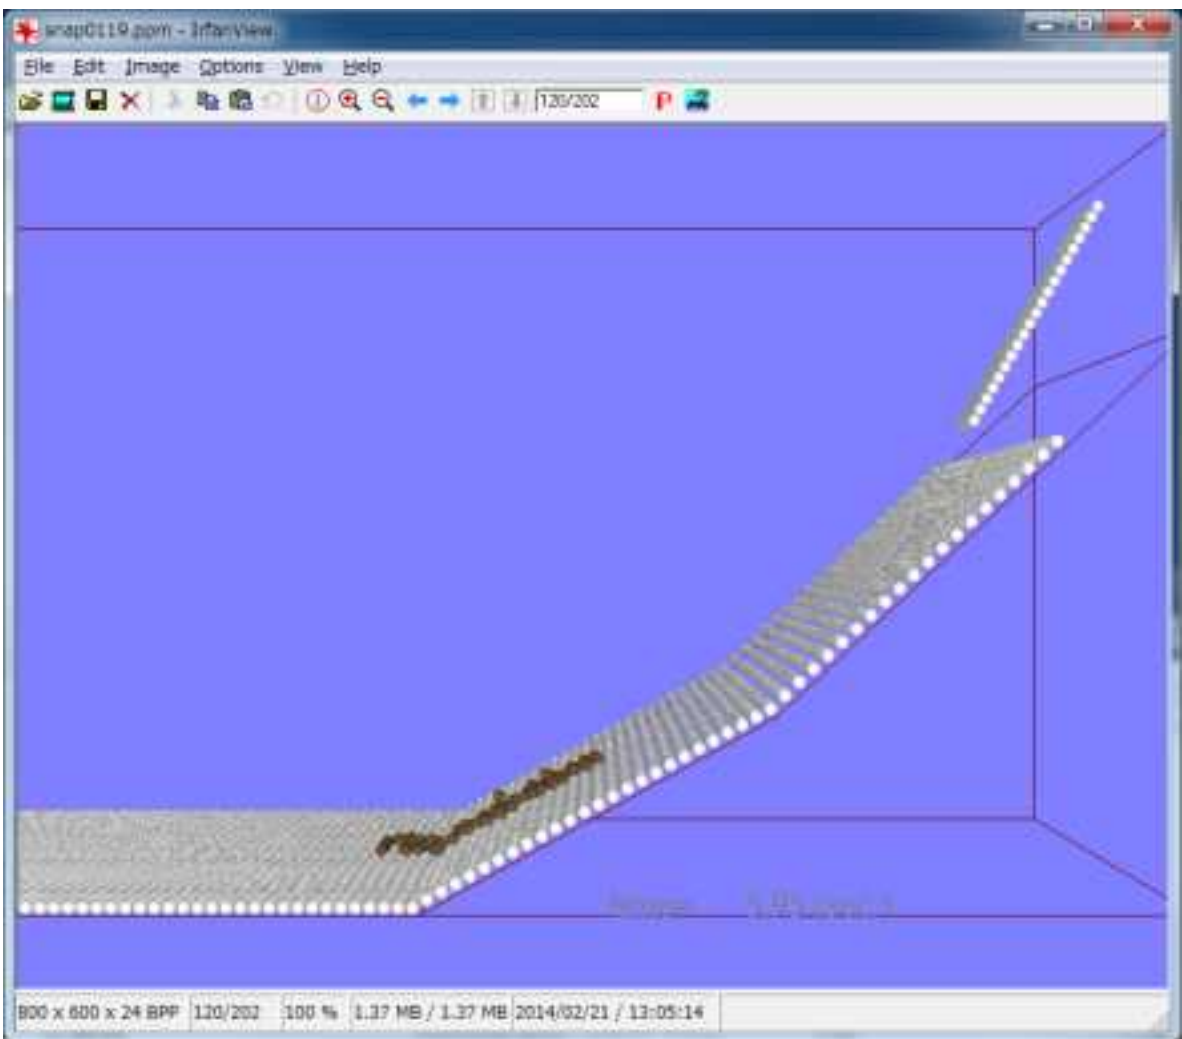 snap0119.ppm - IrfanView
File Edit Image Options View Help
120/202 P
800 x 600 x 24 BPP 120/202 100 % 1.37 MB / 1.37 MB 2014/02/21 / 13:05:14